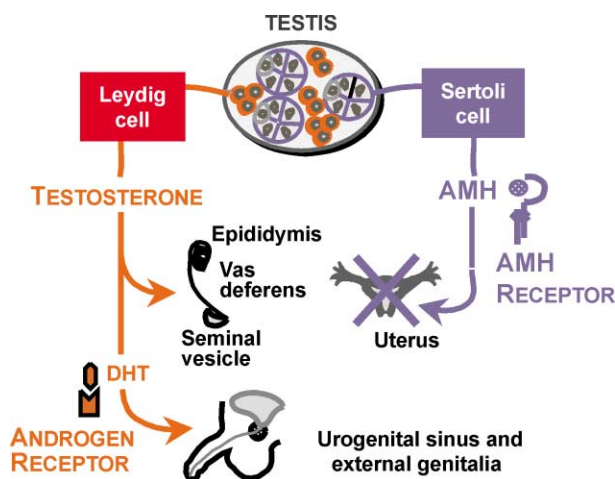 TESTIS
Leydig
cell
Sertoli
cell
TESTOSTERONE
AMH
Epididymis
Vas
deferens
Seminal
vesicle
AMH
RECEPTOR
Uterus
DHT
ANDROGEN
RECEPTOR
Urogenital sinus and
external genitalia